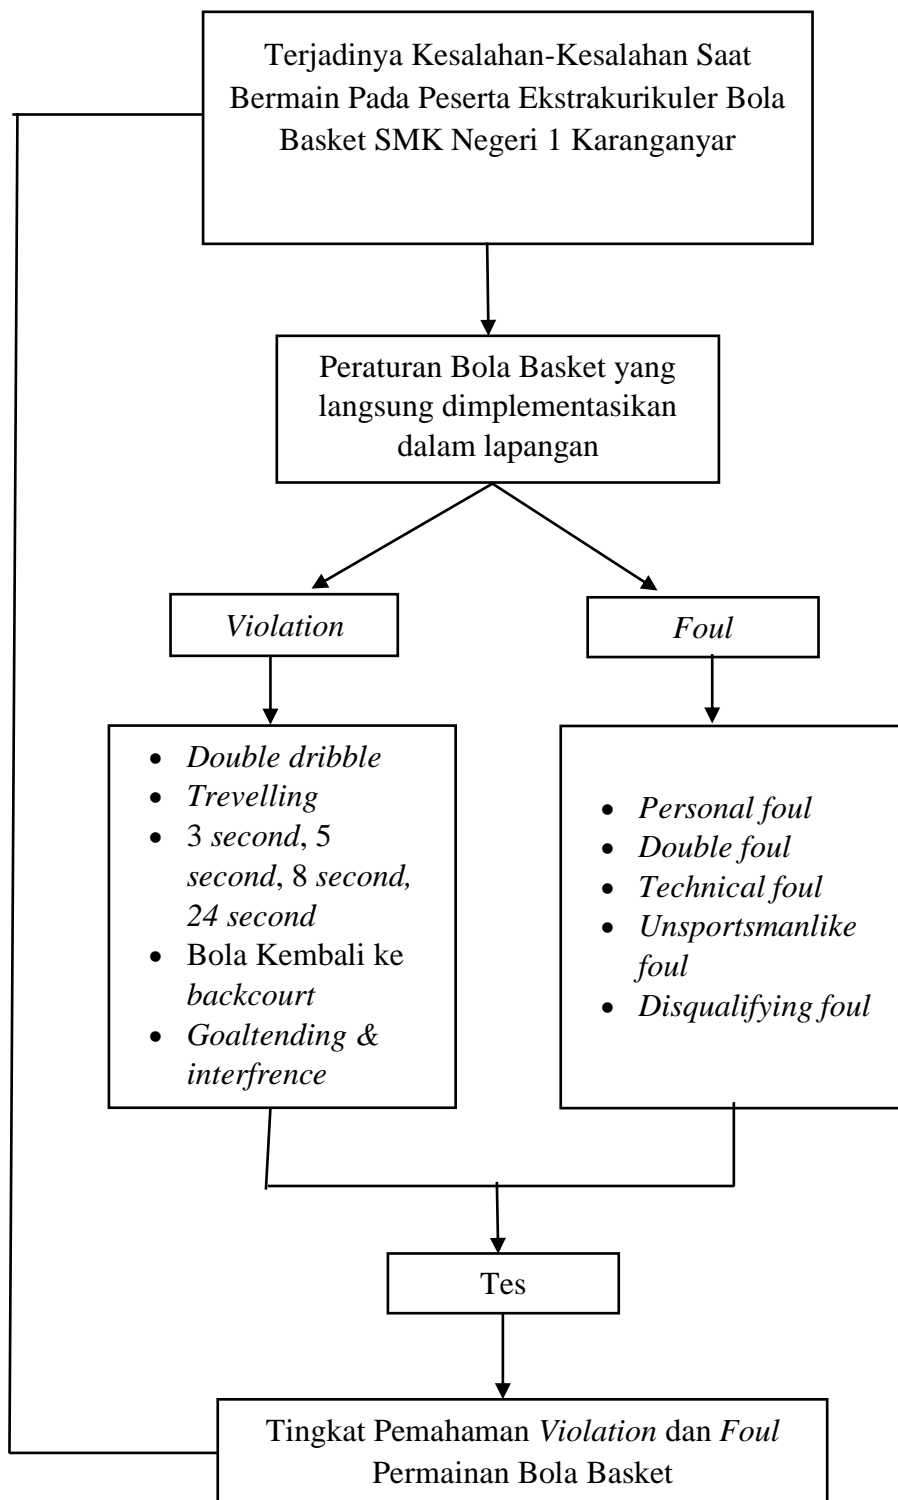 Terjadinya Kesalahan-Kesalahan Saat
Bermain Pada Peserta Ekstrakurikuler Bola
Basket SMK Negeri 1 Karanganyar
Peraturan Bola Basket yang
langsung dimplementasikan
dalam lapangan
Violation
Foul
• Double dribble
• Trevelling
• 3 second, 5
second, 8 second,
24 second
• Bola Kembali ke
backcourt
• Goaltending &
interfrence
• Personal foul
• Double foul
• Technical foul
• Unsportsmanlike
foul
• Disqualifying foul
Tes
Tingkat Pemahaman Violation dan Foul
Permainan Bola Basket